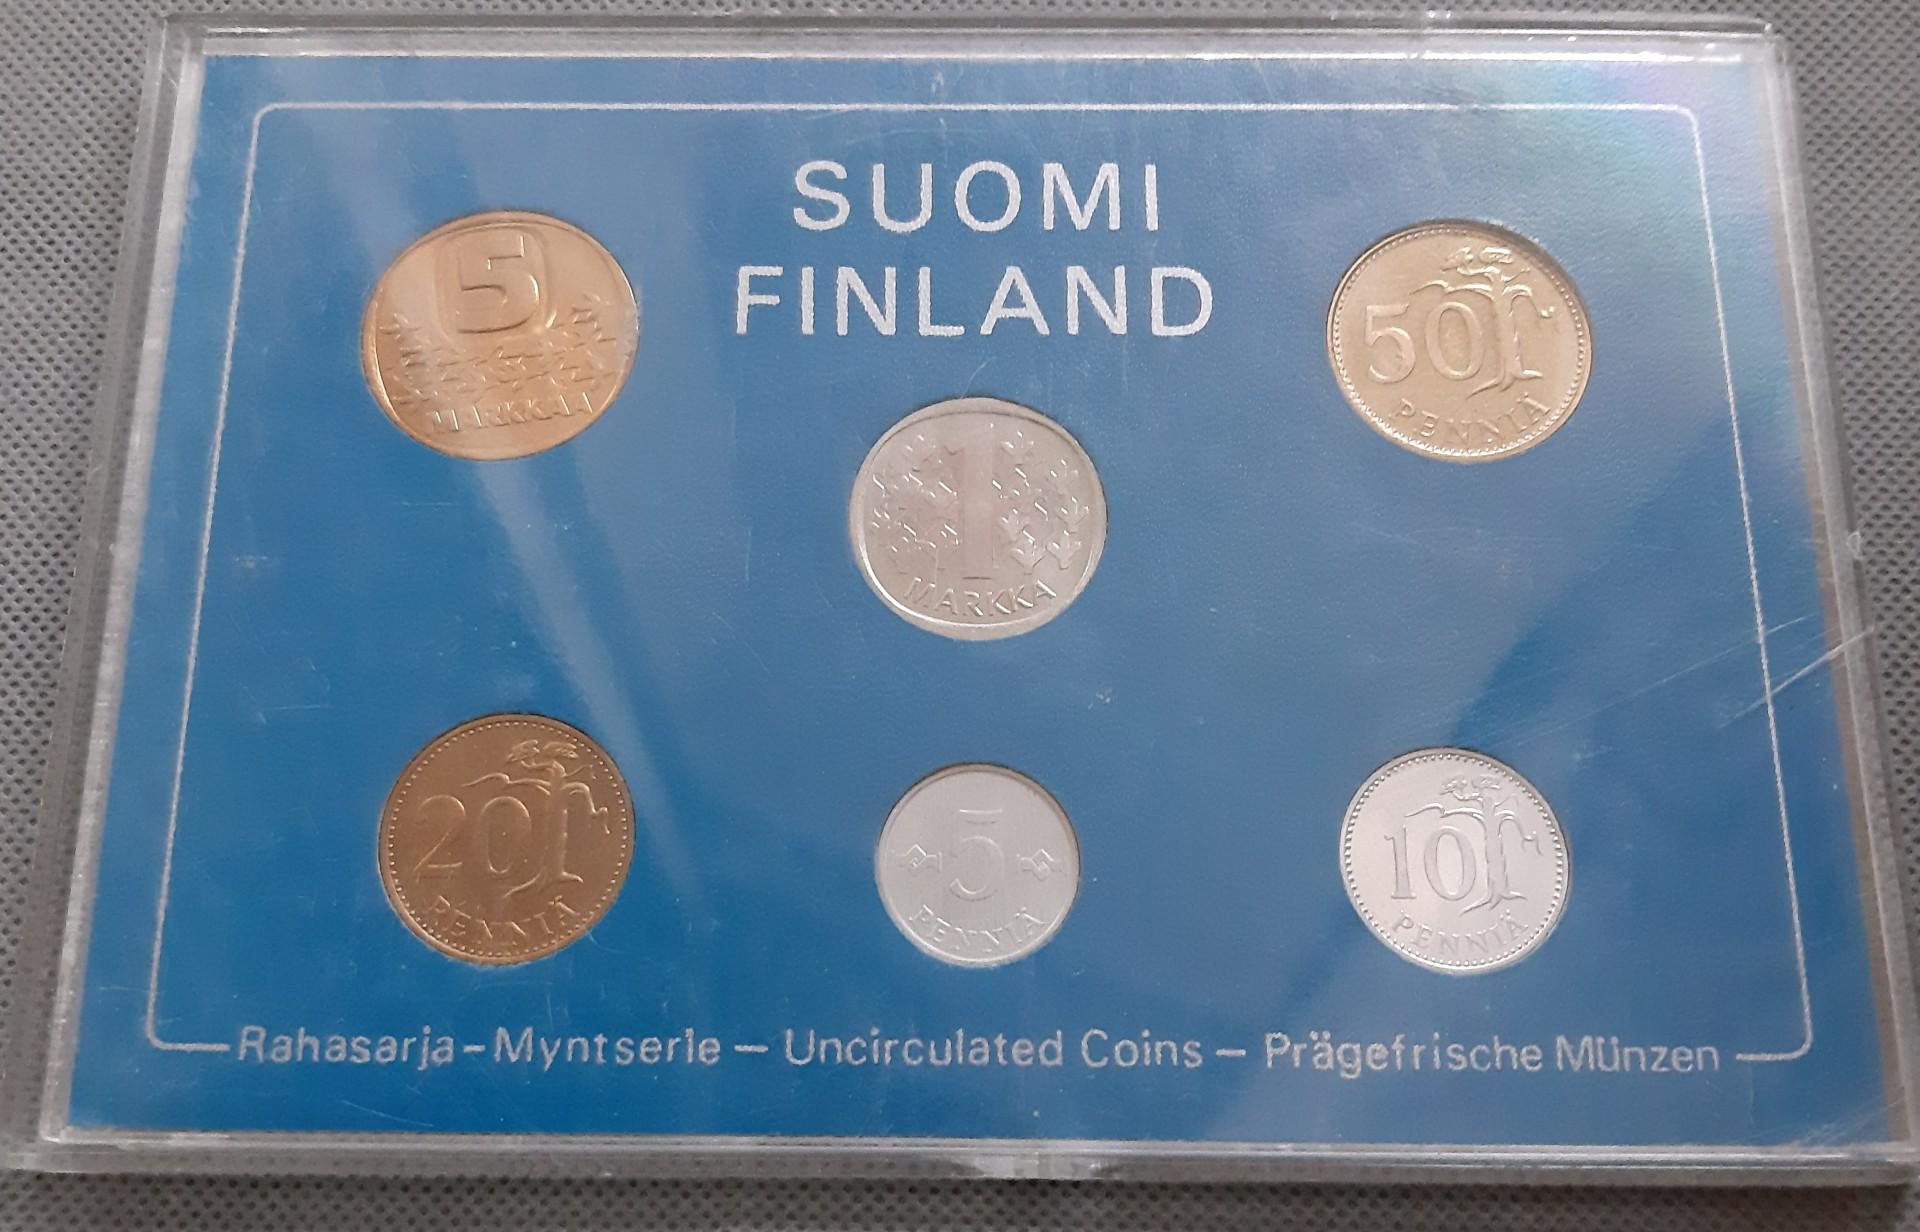 SUOMI
FINLAND
5
MARKKAA
50
PENNIÄ
1
MARKKA
20
PENNIÄ
5
PENNIÄ
10
PENNIÄ
Rahasarja - Myntserie - Uncirculated Coins - Prägefrische Münzen